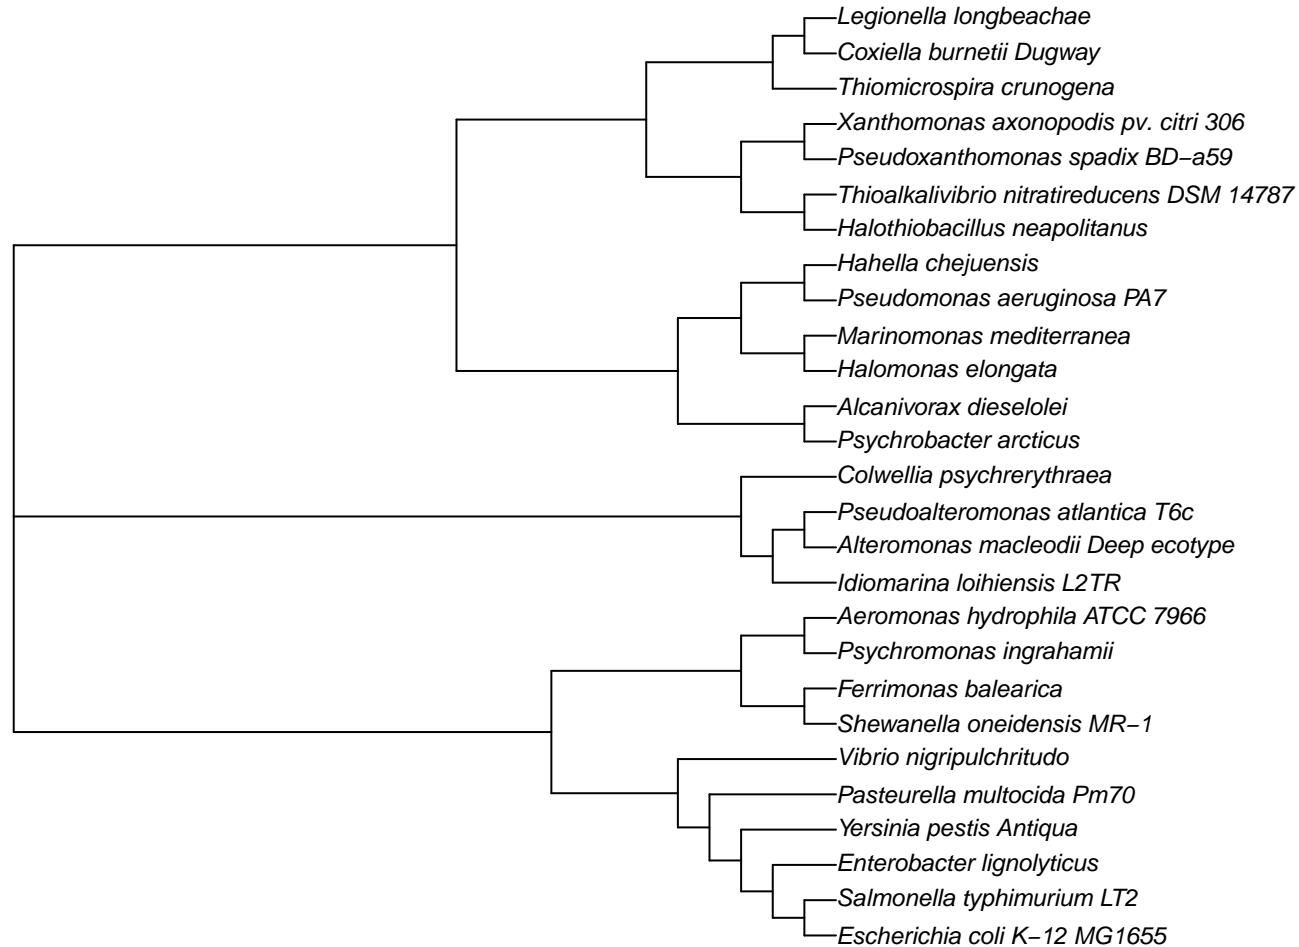 Legionella longbeachae
Coxiella burnetii Dugway
Thiomicrospira crunogena
Xanthomonas axonopodis pv. citri 306
Pseudoxanthomonas spadix BD−a59
Thioalkalivibrio nitratireducens DSM 14787
Halothiobacillus neapolitanus
Hahella chejuensis
Pseudomonas aeruginosa PA7
Marinomonas mediterranea
Halomonas elongata
Alcanivorax dieselolei
Psychrobacter arcticus
Colwellia psychrerythraea
Pseudoalteromonas atlantica T6c
Alteromonas macleodii Deep ecotype
Idiomarina loihiensis L2TR
Aeromonas hydrophila ATCC 7966
Psychromonas ingrahamii
Ferrimonas balearica
Shewanella oneidensis MR−1
Vibrio nigripulchritudo
Pasteurella multocida Pm70
Yersinia pestis Antiqua
Enterobacter lignolyticus
Salmonella typhimurium LT2
Escherichia coli K−12 MG1655